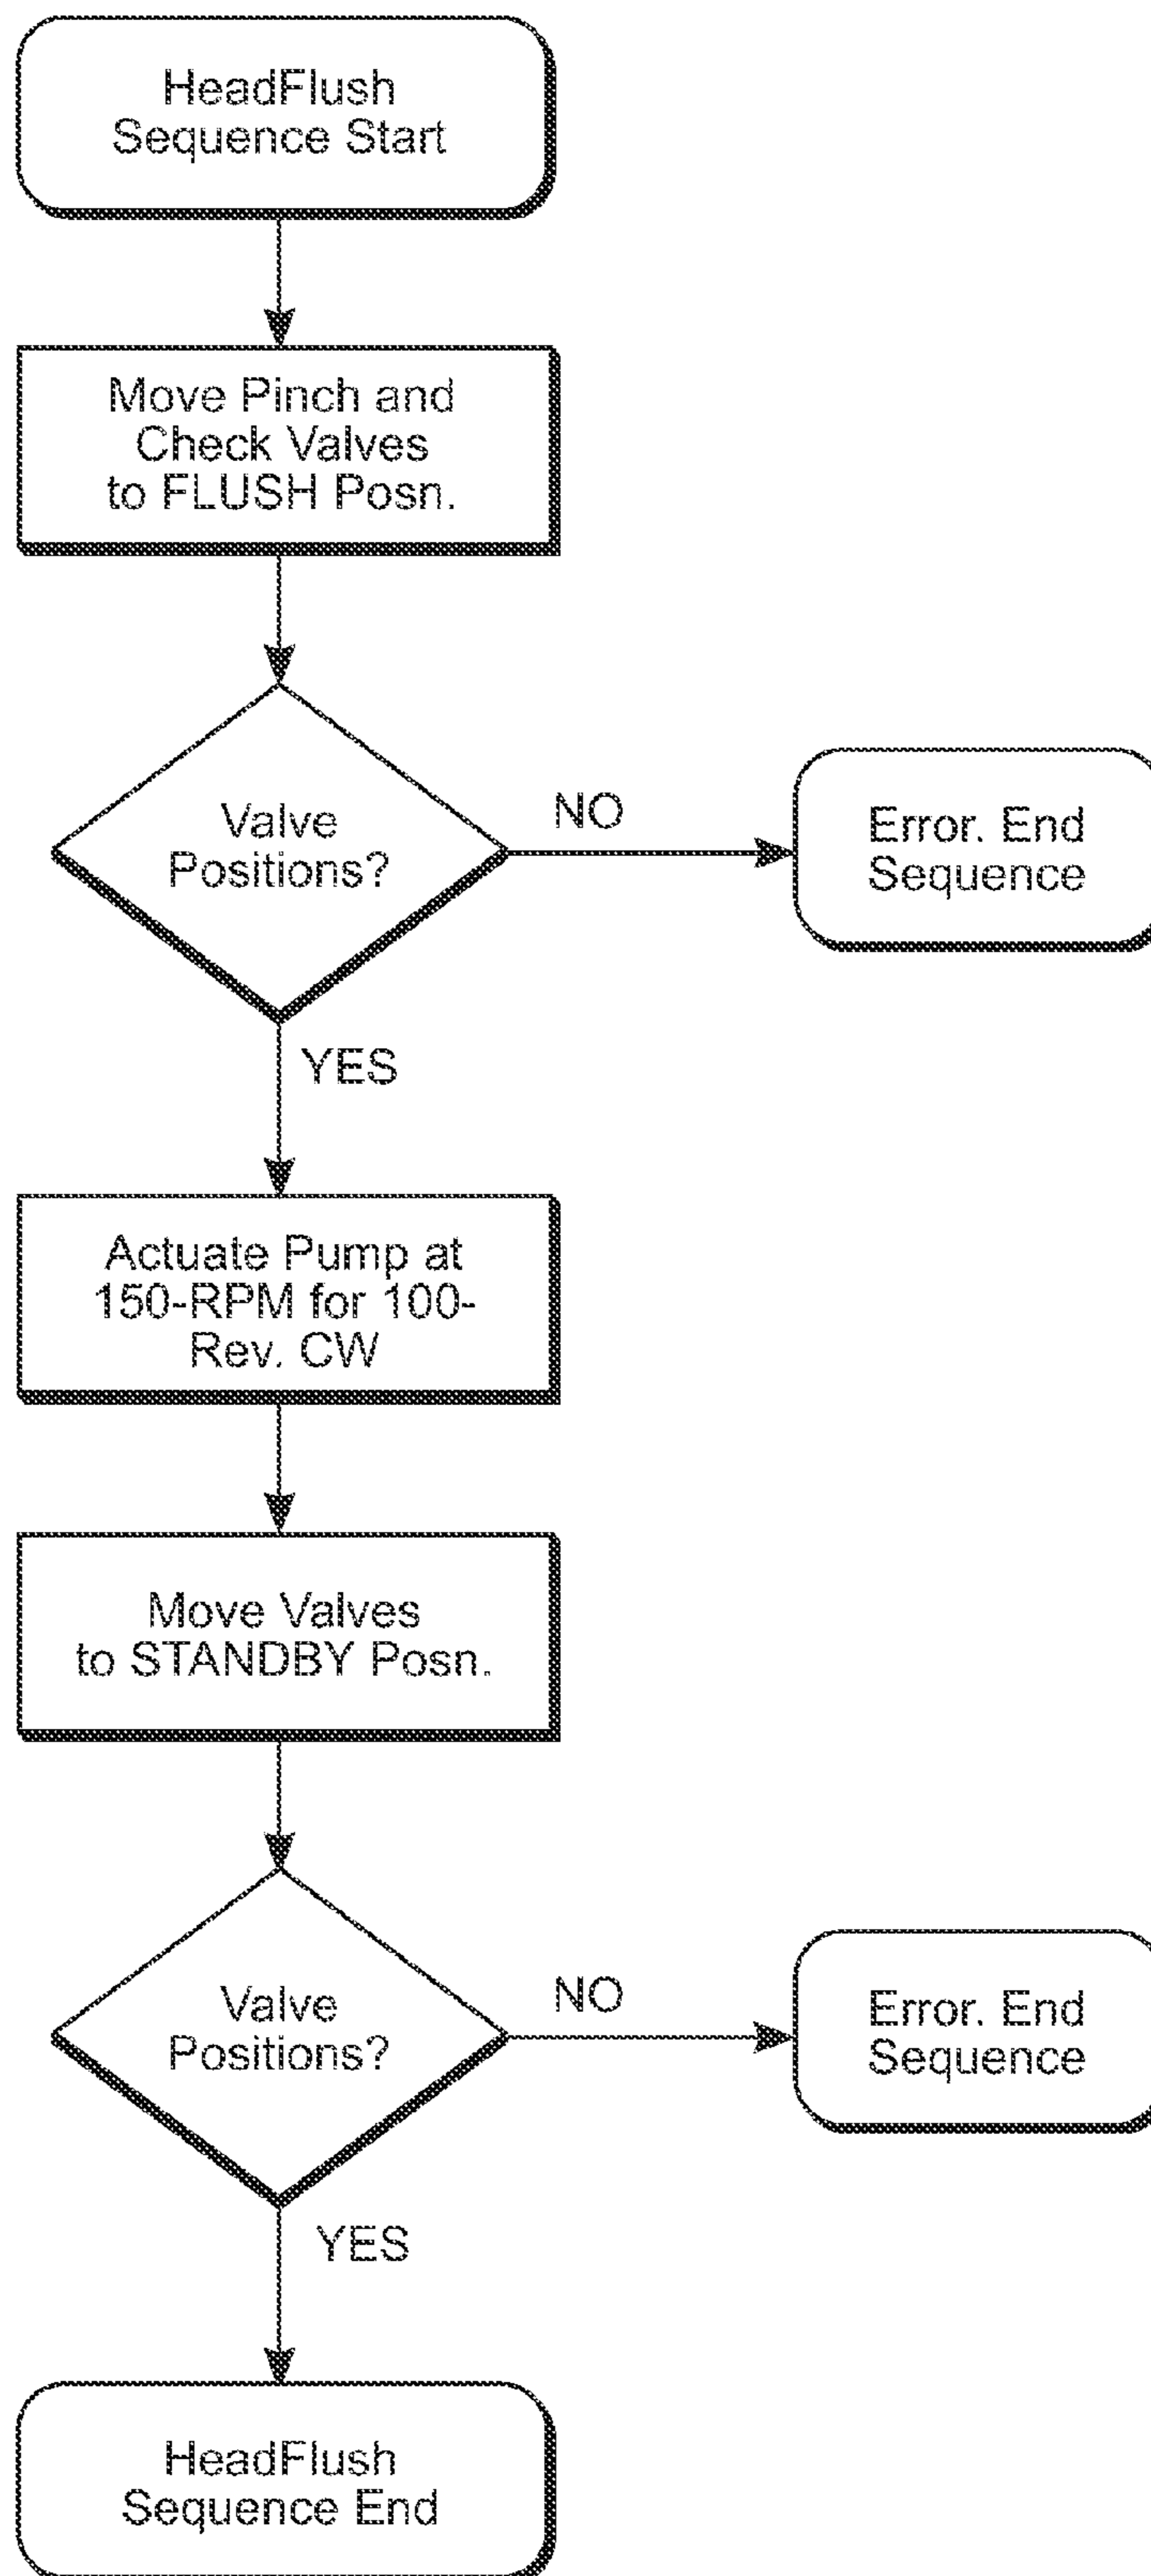 HeadFlush
Sequence Start
Move Pinch and
Check Valves
to FLUSH Posn.
Valve
Positions?
NO
Error. End
Sequence
YES
Actuate Pump at
150-RPM for 100-
Rev. CW
Move Valves
to STANDBY Posn.
Valve
Positions?
NO
Error. End
Sequence
YES
HeadFlush
Sequence End